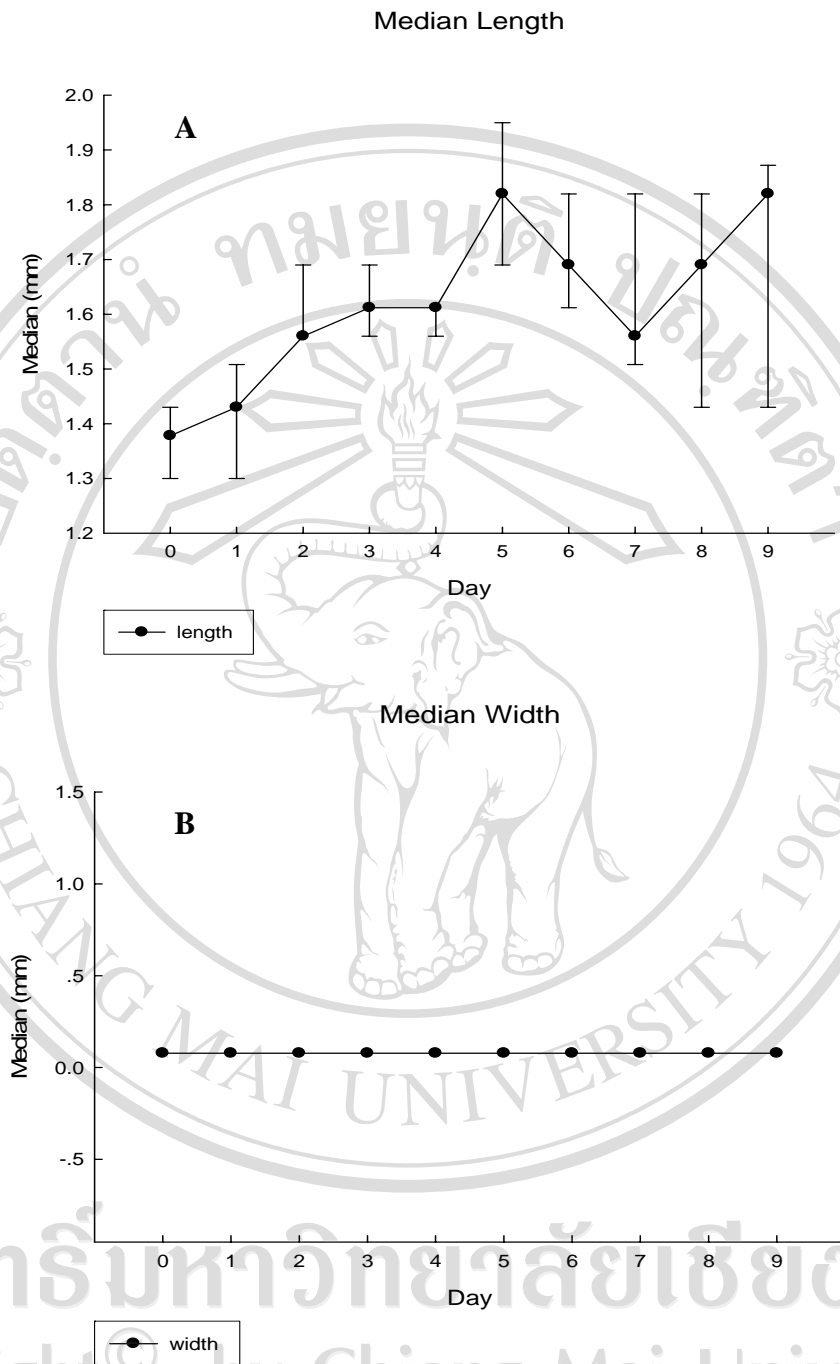 Median Length
A
2.0
1.9
1.8
1.7
1.6
1.5
1.4
1.3
1.2
Median (mm)
0 1 2 3 4 5 6 7 8 9
Day
length
Median Width
B
1.5
1.0
.5
0.0
-.5
Median (mm)
0 1 2 3 4 5 6 7 8 9
Day
width
CHIANG MAI UNIVERSITY 1964
by Chiang Mai